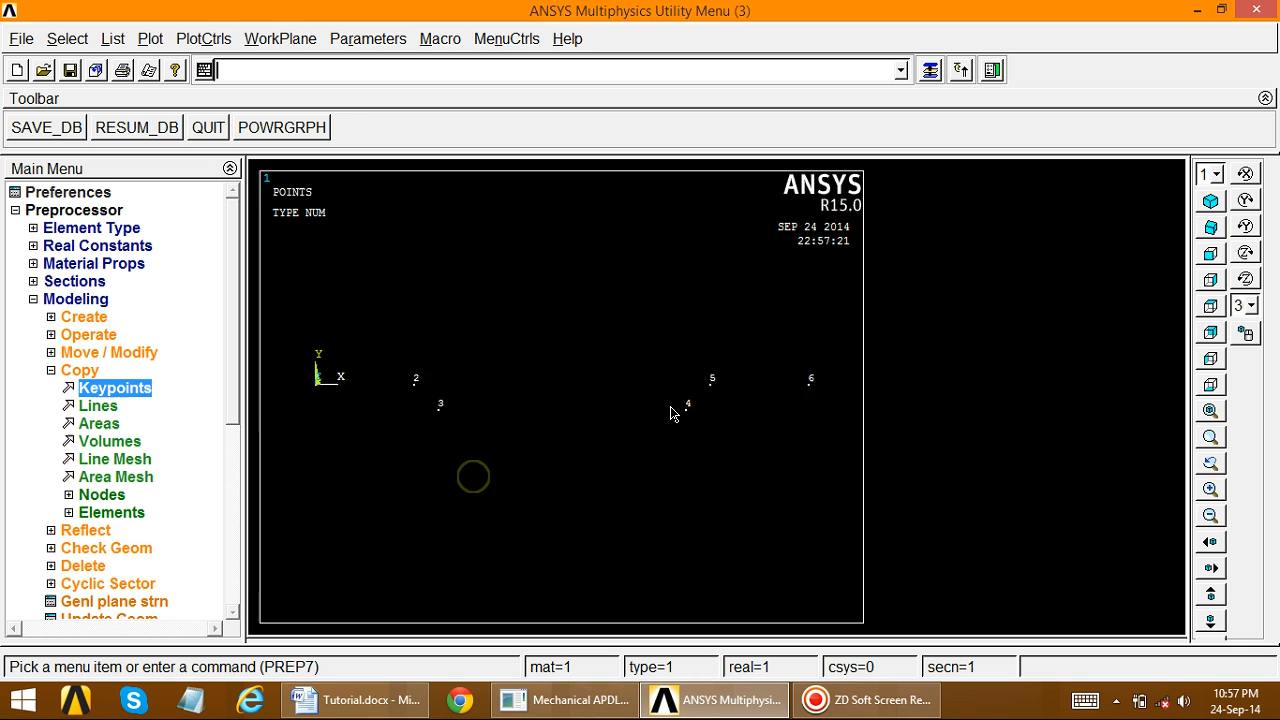 ANSYS Multiphysics Utility Menu (3)
File Select List Plot PlotCtrls WorkPlane Parameters Macro MenuCtrls Help
Toolbar
SAVE_DB RESUM_DB QUIT POWRGRPH
Main Menu
Preferences
Preprocessor
Element Type
Real Constants
Material Props
Sections
Modeling
Create
Operate
Move / Modify
Copy
Keypoints
Lines
Areas
Volumes
Line Mesh
Area Mesh
Nodes
Elements
Reflect
Check Geom
Delete
Cyclic Sector
Genl plane strn
Update Geom
1
POINTS
TYPE NUM
ANSYS
R15.0
SEP 24 2014
22:57:21
Y
X
2
3
4
5
6
1
3
Pick a menu item or enter a command (PREP7) mat=1 type=1 real=1 csys=0 secn=1
Tutorial.docx - Mi... Mechanical APDL... ANSYS Multiphysi... ZD Soft Screen Re...
10:57 PM
24-Sep-14